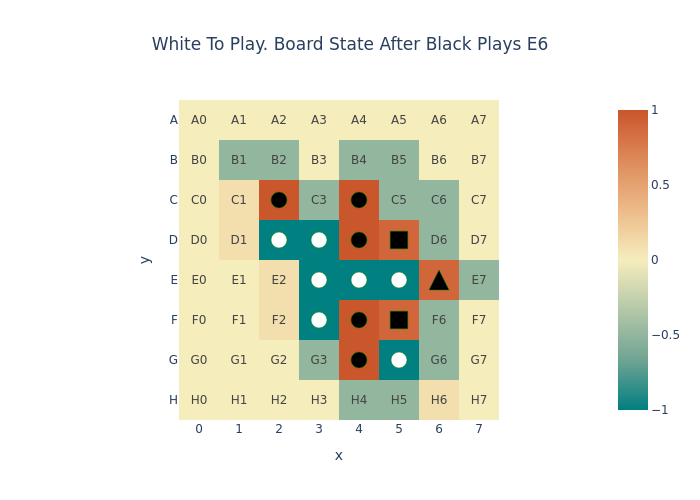 White To Play. Board State After Black Plays E6
A A0 A1 A2 A3 A4 A5 A6 A7
B B0 B1 B2 B3 B4 B5 B6 B7
C C0 C1 C3 C5 C6 C7
D D0 D1 D6 D7
E E0 E1 E2 E7
F F0 F1 F2 F6 F7
G G0 G1 G2 G3 G6 G7
H H0 H1 H2 H3 H4 H5 H6 H7
0 1 2 3 4 5 6 7
x
y
1
0.5
0
−0.5
−1